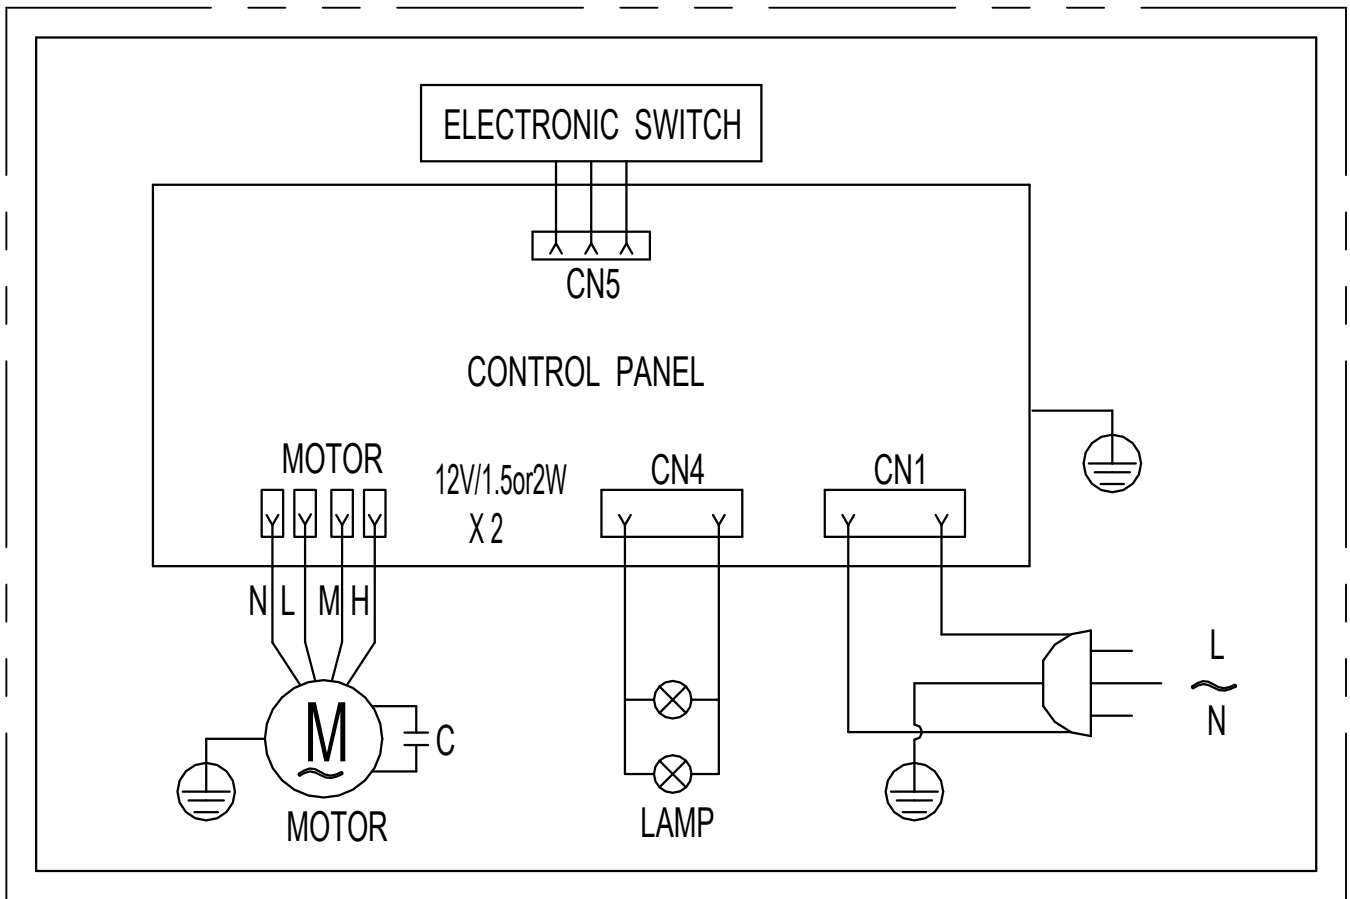 ELECTRONIC SWITCH
CN5
CONTROL PANEL
MOTOR
12V/1.5or2W
X 2
CN4
CN1
N L M H
L
N
M
C
MOTOR
LAMP